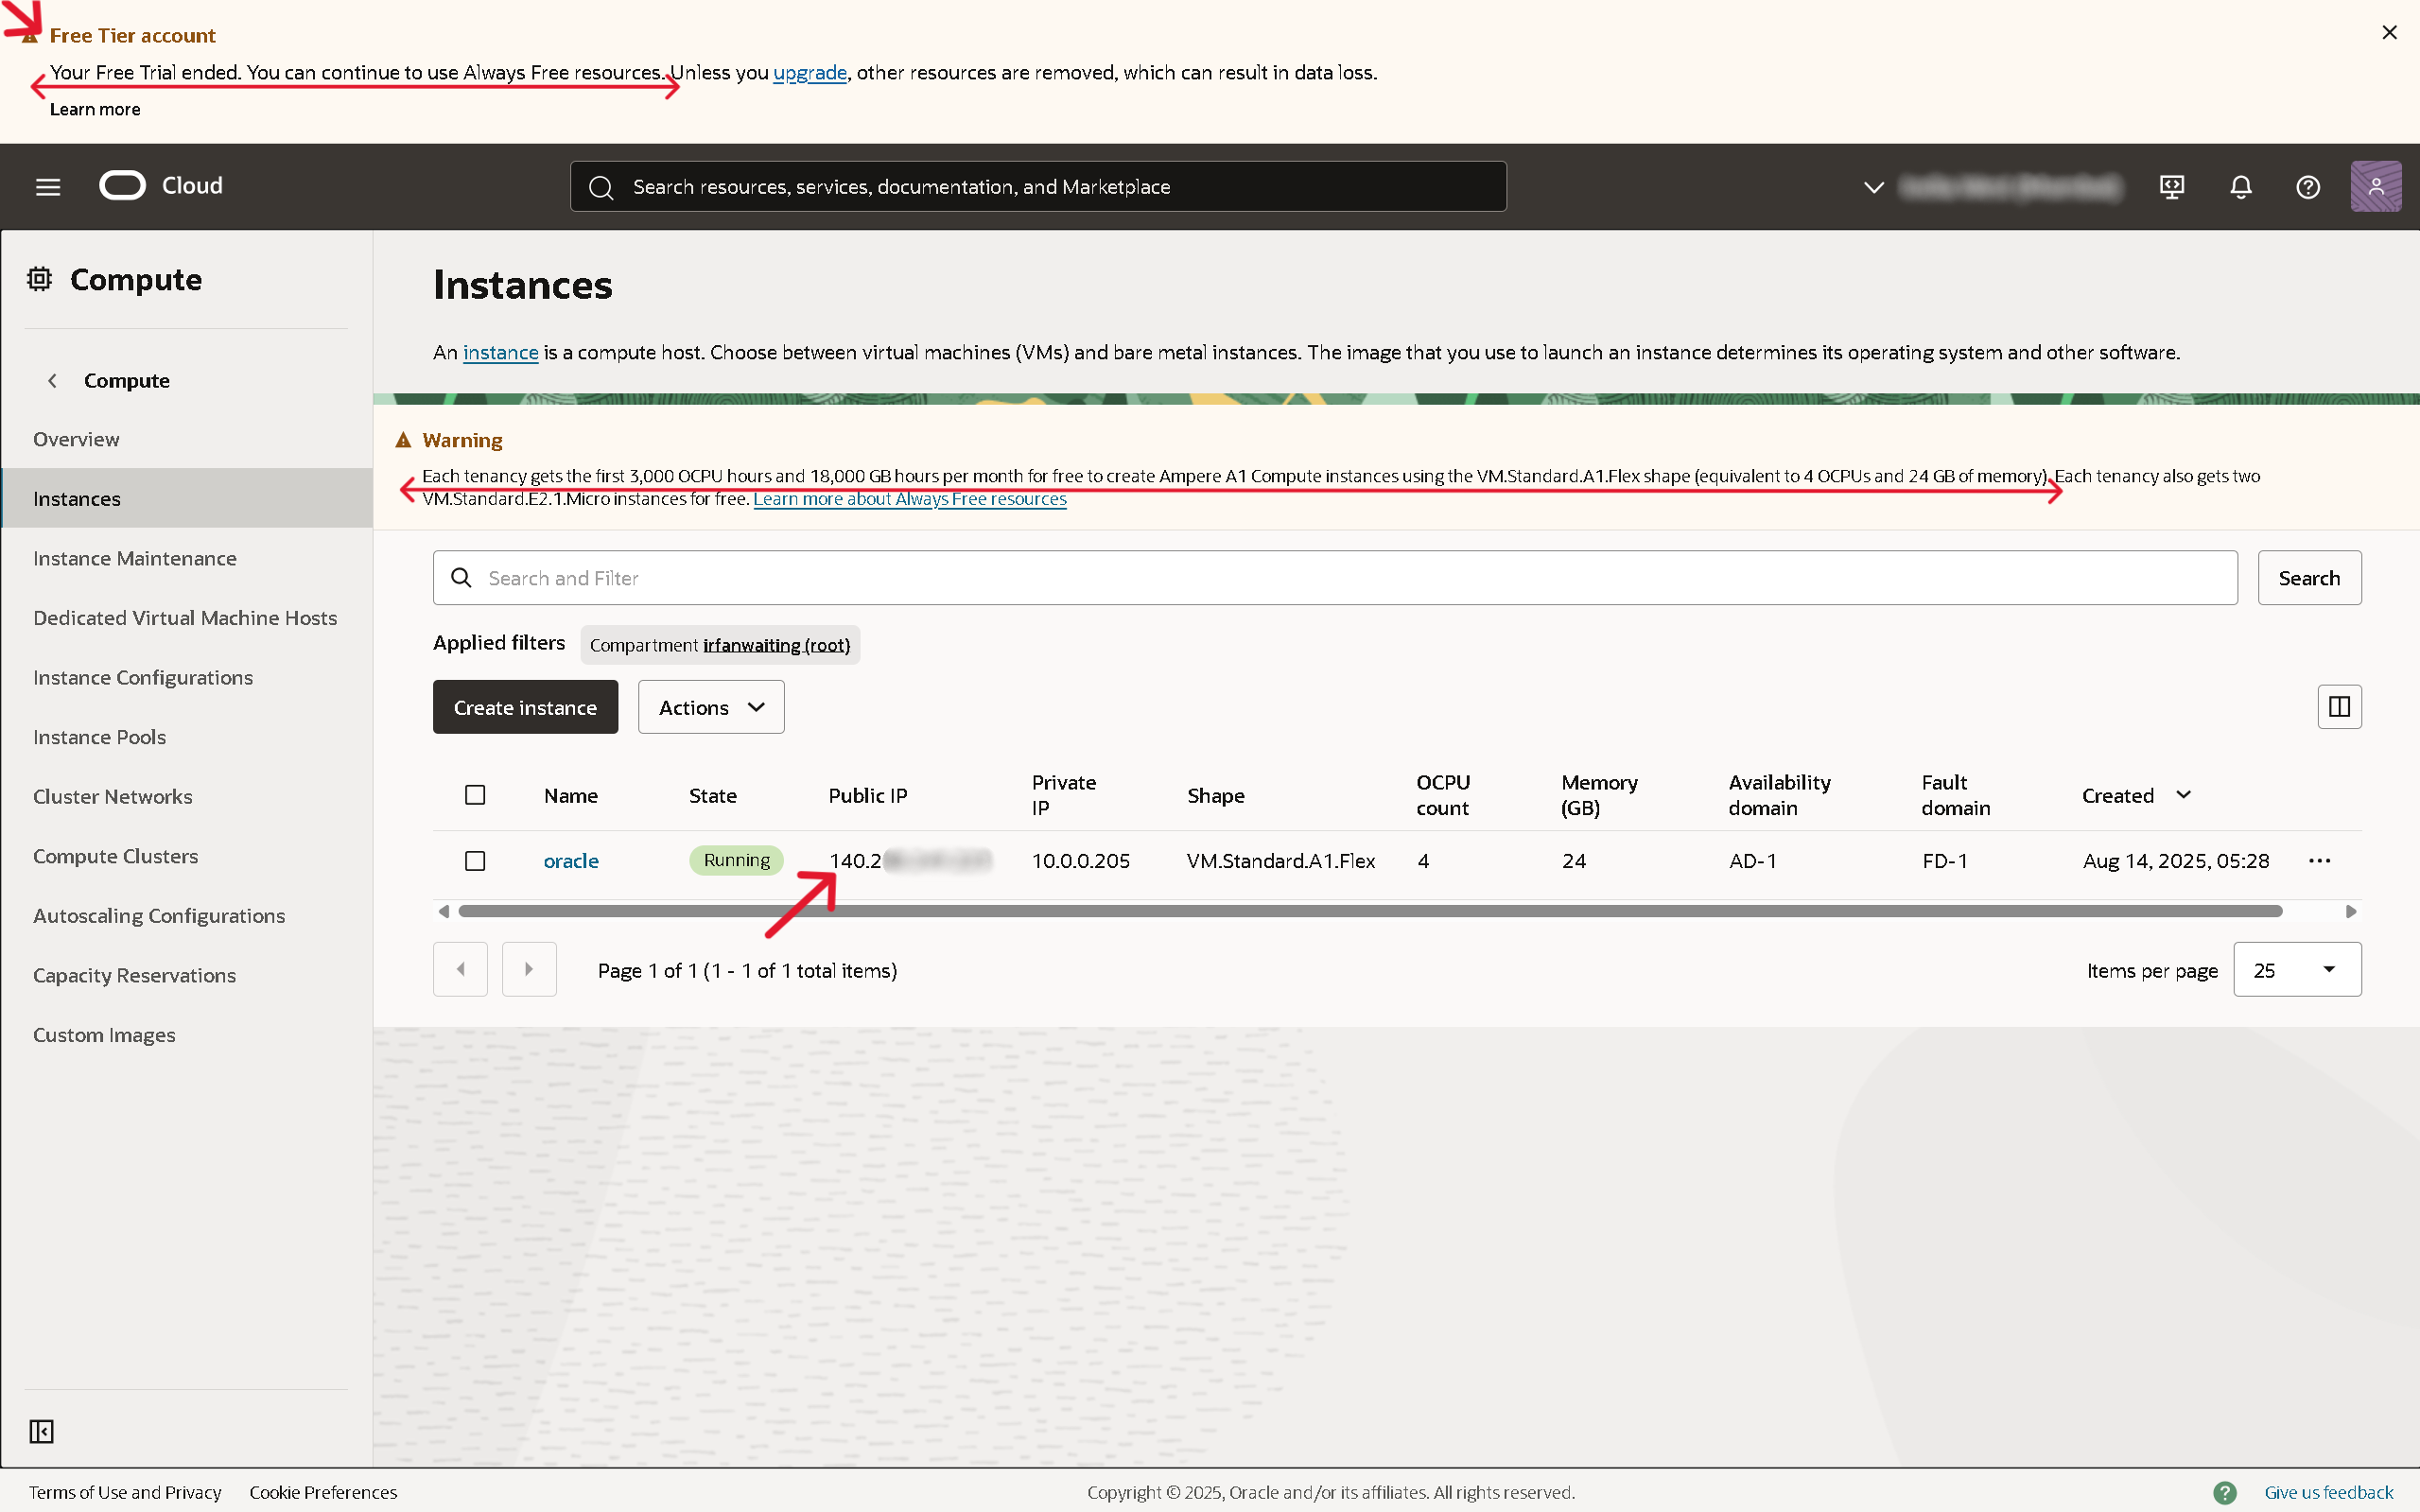 Free Tier account
Your Free Trial ended. You can continue to use Always Free resources. Unless you upgrade, other resources are removed, which can result in data loss.
Learn more
Cloud
Search resources, services, documentation, and Marketplace
Compute
Compute
Overview
Instances
Instance Maintenance
Dedicated Virtual Machine Hosts
Instance Configurations
Instance Pools
Cluster Networks
Compute Clusters
Autoscaling Configurations
Capacity Reservations
Custom Images
Instances
An instance is a compute host. Choose between virtual machines (VMs) and bare metal instances. The image that you use to launch an instance determines its operating system and other software.
Warning
Each tenancy gets the first 3,000 OCPU hours and 18,000 GB hours per month for free to create Ampere A1 Compute instances using the VM.Standard.A1.Flex shape (equivalent to 4 OCPUs and 24 GB of memory). Each tenancy also gets two
VM.Standard.E2.1.Micro instances for free. Learn more about Always Free resources
Search and Filter
Search
Applied filters
Compartment irfanwaiting (root)
Create instance
Actions
Name State Public IP Private IP Shape OCPU count Memory (GB) Availability domain Fault domain Created
oracle Running 140.2 10.0.0.205 VM.Standard.A1.Flex 4 24 AD-1 FD-1 Aug 14, 2025, 05:28
Page 1 of 1 (1 - 1 of 1 total items)
Items per page 25
Terms of Use and Privacy Cookie Preferences
Copyright © 2025, Oracle and/or its affiliates. All rights reserved.
Give us feedback